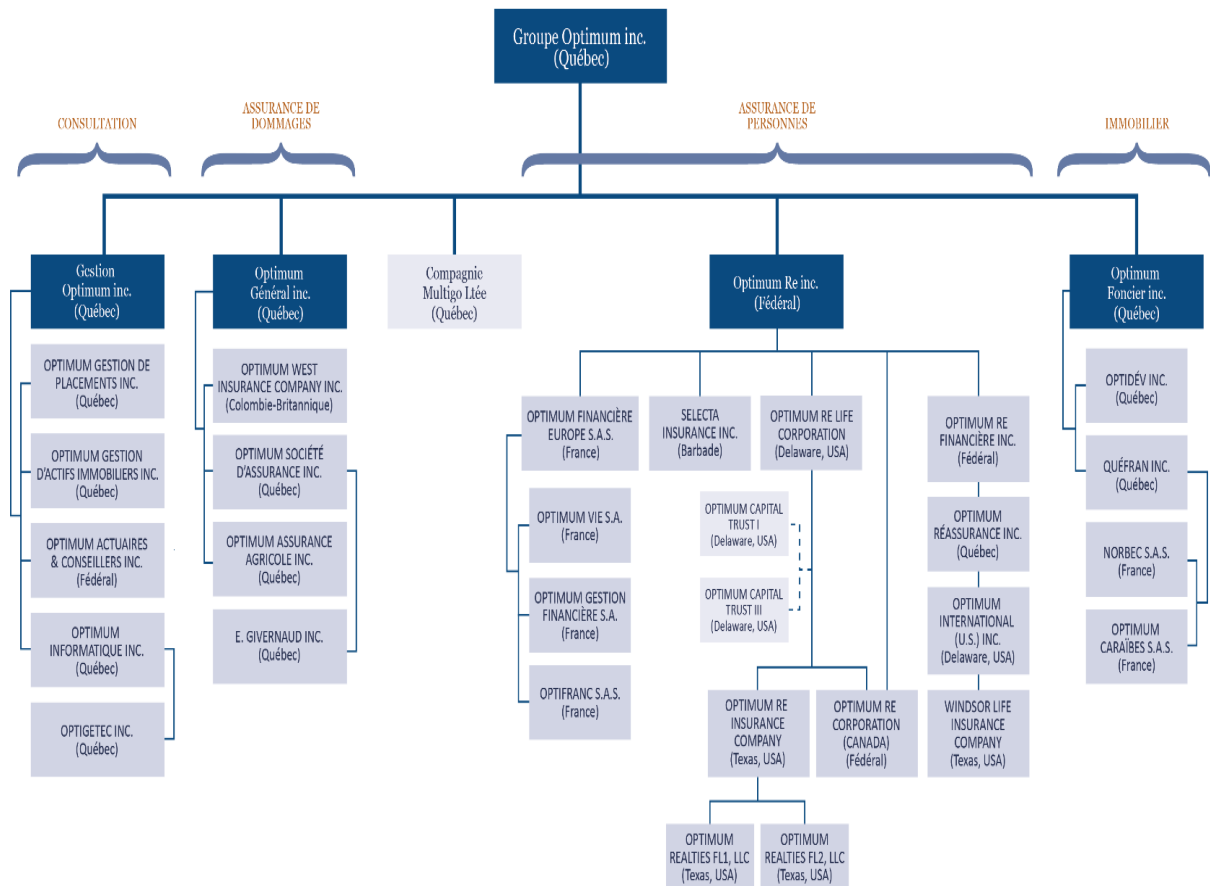 Groupe Optimum inc.
(Québec)
CONSULTATION
ASSURANCE DE
DOMMAGES
ASSURANCE DE
PERSONNES
IMMOBILIER
Gestion
Optimum inc.
(Québec)
Optimum
Général inc.
(Québec)
Compagnie
Multigo Ltée
(Québec)
Optimum Re inc.
(Fédéral)
Optimum
Foncier inc.
(Québec)
OPTIMUM GESTION DE
PLACEMENTS INC.
(Québec)
OPTIMUM GESTION
D'ACTIFS IMMOBILIERS INC.
(Québec)
OPTIMUM ACTUAIRES
& CONSEILLERS INC.
(Fédéral)
OPTIMUM
INFORMATIQUE INC.
(Québec)
OPTIGETEC INC.
(Québec)
OPTIMUM WEST
INSURANCE COMPANY INC.
(Colombie-Britannique)
OPTIMUM SOCIÉTÉ
D'ASSURANCE INC.
(Québec)
OPTIMUM ASSURANCE
AGRICOLE INC.
(Québec)
E. GIVERNAUD INC.
(Québec)
OPTIMUM FINANCIÈRE
EUROPE S.A.S.
(France)
OPTIMUM VIE S.A.
(France)
OPTIMUM GESTION
FINANCIÈRE S.A.
(France)
OPTIFRANC S.A.S.
(France)
SELECTA
INSURANCE INC.
(Barbade)
OPTIMUM RE LIFE
CORPORATION
(Delaware, USA)
OPTIMUM CAPITAL
TRUST I
(Delaware, USA)
OPTIMUM CAPITAL
TRUST III
(Delaware, USA)
OPTIMUM RE
INSURANCE
COMPANY
(Texas, USA)
OPTIMUM RE
CORPORATION
(CANADA)
(Fédéral)
OPTIMUM
REALTIES FL1, LLC
(Texas, USA)
OPTIMUM
REALTIES FL2, LLC
(Texas, USA)
OPTIMUM RE
FINANCIÈRE INC.
(Fédéral)
OPTIMUM
RÉASSURANCE INC.
(Québec)
OPTIMUM
INTERNATIONAL
(U.S.) INC.
(Delaware, USA)
WINDSOR LIFE
INSURANCE
COMPANY
(Texas, USA)
OPTIDÉV INC.
(Québec)
QUÉFRAN INC.
(Québec)
NORBEC S.A.S.
(France)
OPTIMUM
CARAÏBES S.A.S.
(France)